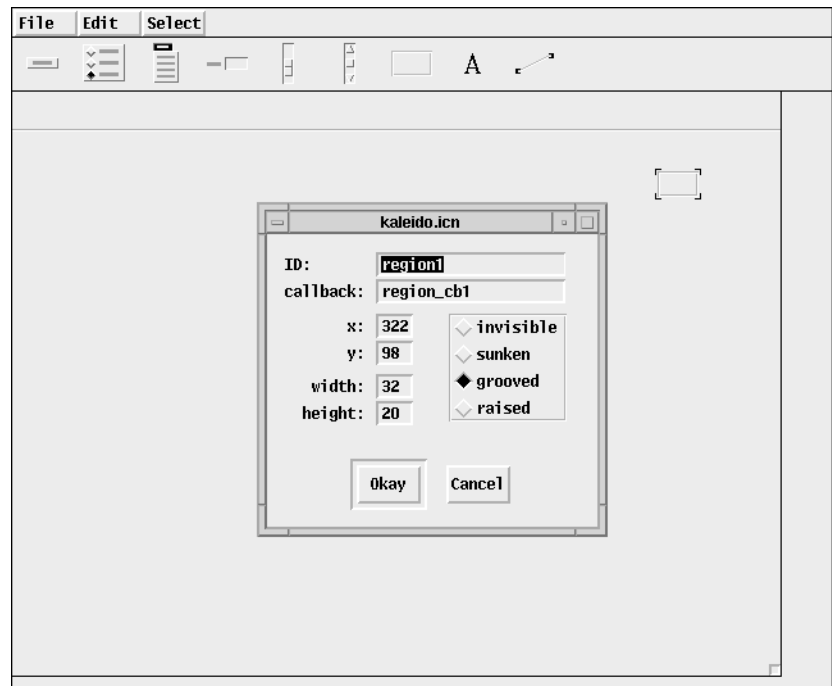 File Edit Select
A
kaleido.icn
ID: region1
callback: region_cb1
x: 322
invisible
y: 98
sunken
width: 32
grooved
height: 20
raised
Okay Cancel